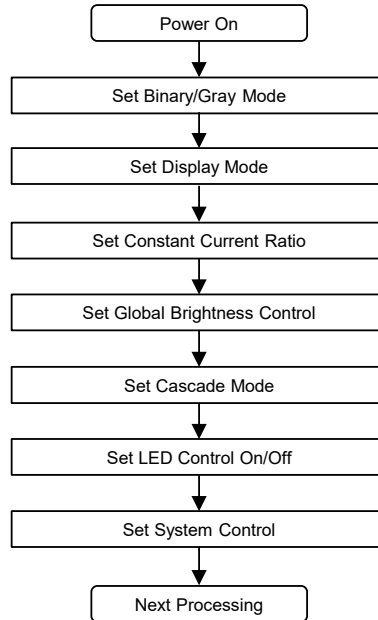 Power On
Set Binary/Gray Mode
Set Display Mode
Set Constant Current Ratio
Set Global Brightness Control
Set Cascade Mode
Set LED Control On/Off
Set System Control
Next Processing